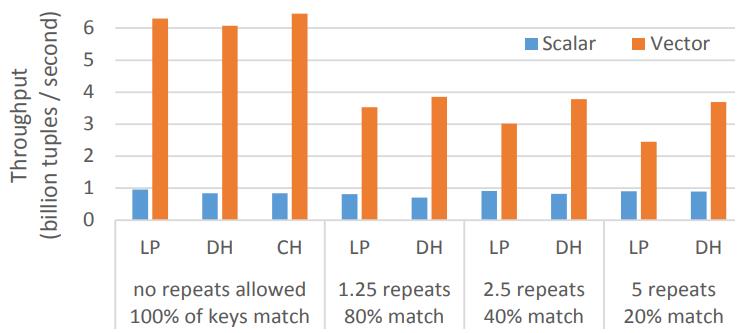 Throughput
(billion tuples / second)
6
5
4
3
2
1
0
Scalar
Vector
LP DH CH LP DH LP DH LP DH
no repeats allowed 1.25 repeats 2.5 repeats 5 repeats
100% of keys match 80% match 40% match 20% match